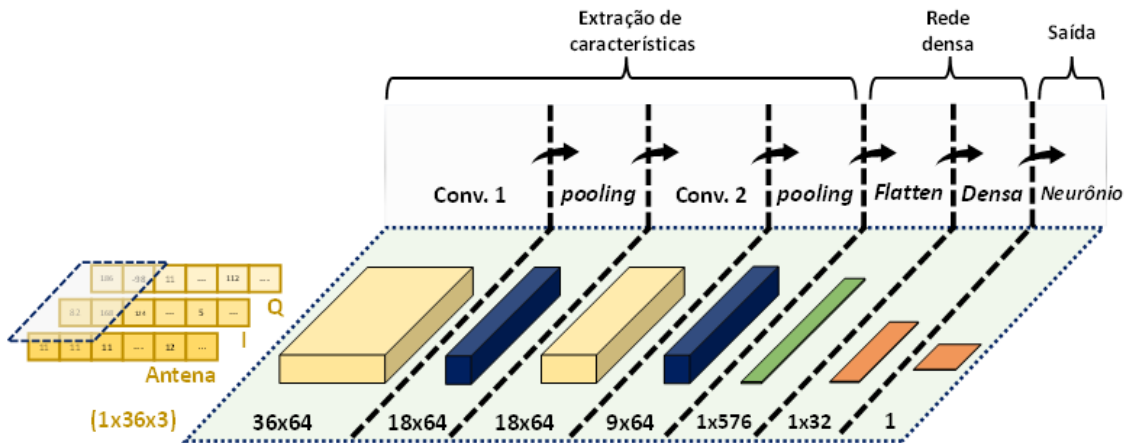 Extração de
características
Rede
densa
Saída
Conv. 1
pooling
Conv. 2
pooling
Flatten
Densa
Neurônio
186 -98 11 ... 112 ...
Q
82 168 ... 5 ...
I
11 11 11 ... 12 ...
Antena
(1x36x3)
36x64
18x64
18x64
9x64
1x576
1x32
1